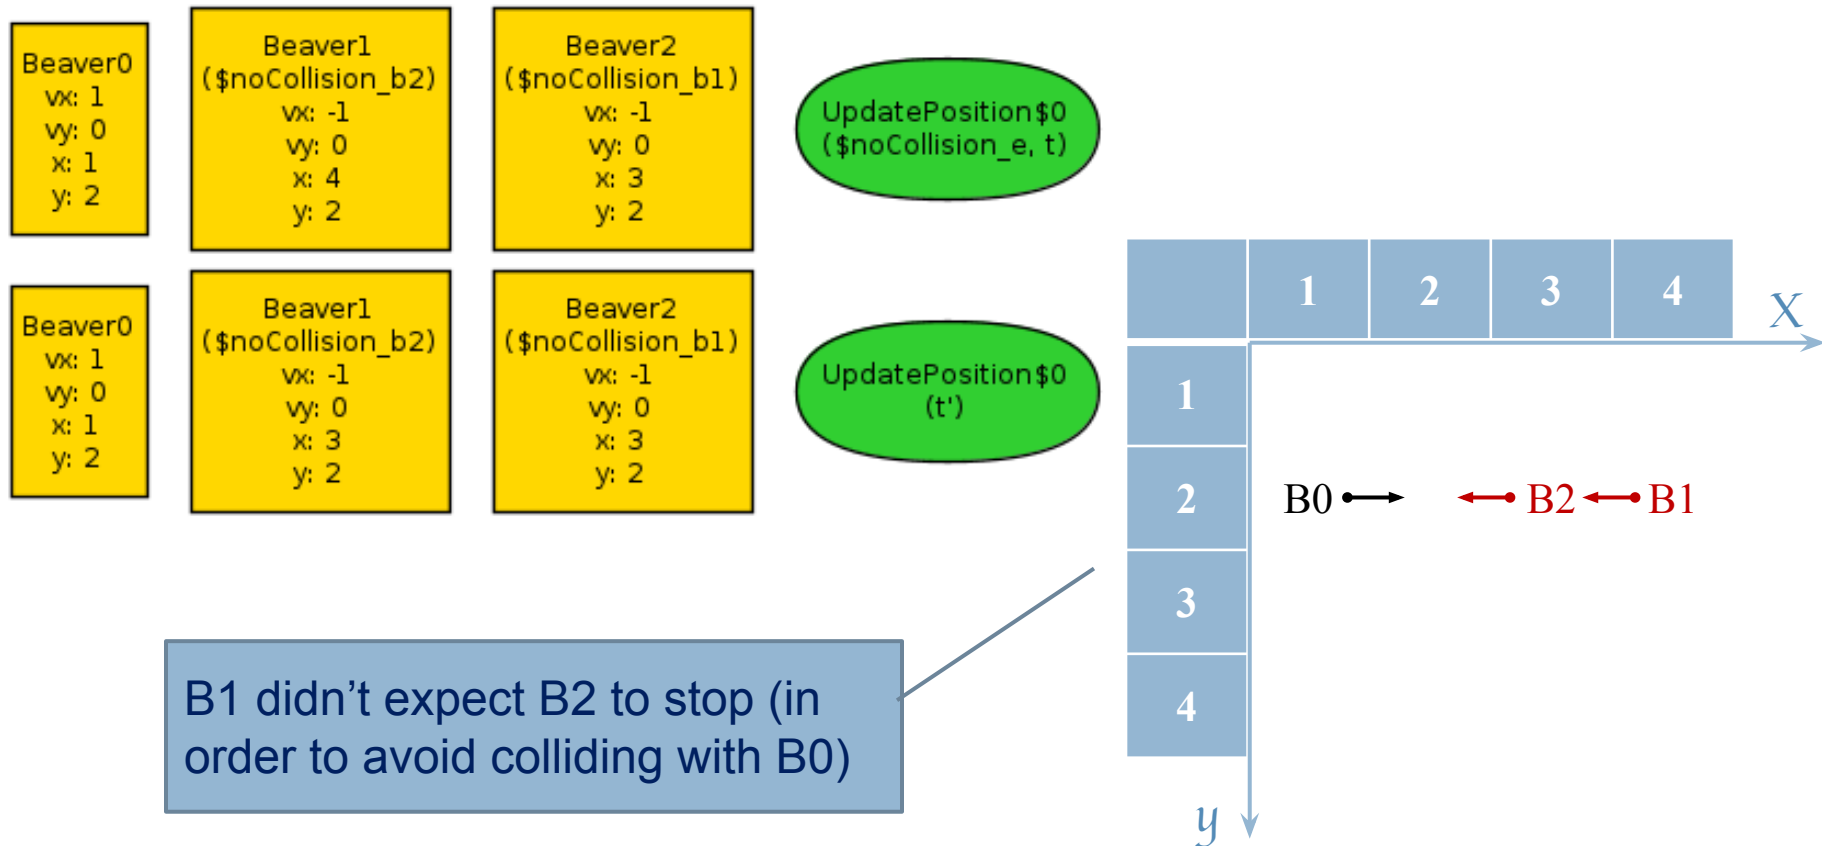 Beaver0
vx: 1
vy: 0
x: 1
y: 2
Beaver1
($noCollision_b2)
vx: -1
vy: 0
x: 4
y: 2
Beaver2
($noCollision_b1)
vx: -1
vy: 0
x: 3
y: 2
UpdatePosition$0
($noCollision_e, t)
Beaver0
vx: 1
vy: 0
x: 1
y: 2
Beaver1
($noCollision_b2)
vx: -1
vy: 0
x: 3
y: 2
Beaver2
($noCollision_b1)
vx: -1
vy: 0
x: 3
y: 2
UpdatePosition$0
(t')
1 2 3 4
X
1
2
3
4
B0 B2 B1
y
B1 didn't expect B2 to stop (in
order to avoid colliding with B0)